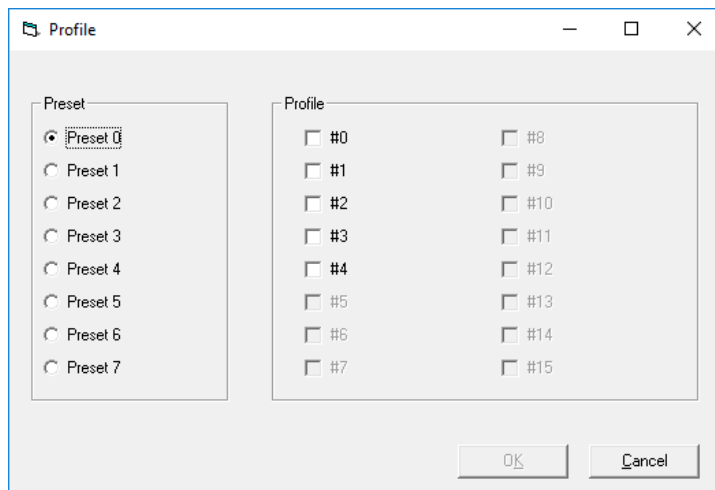 Profile
Preset
Preset 0
Preset 1
Preset 2
Preset 3
Preset 4
Preset 5
Preset 6
Preset 7
Profile
#0
#1
#2
#3
#4
#5
#6
#7
#8
#9
#10
#11
#12
#13
#14
#15
OK
Cancel